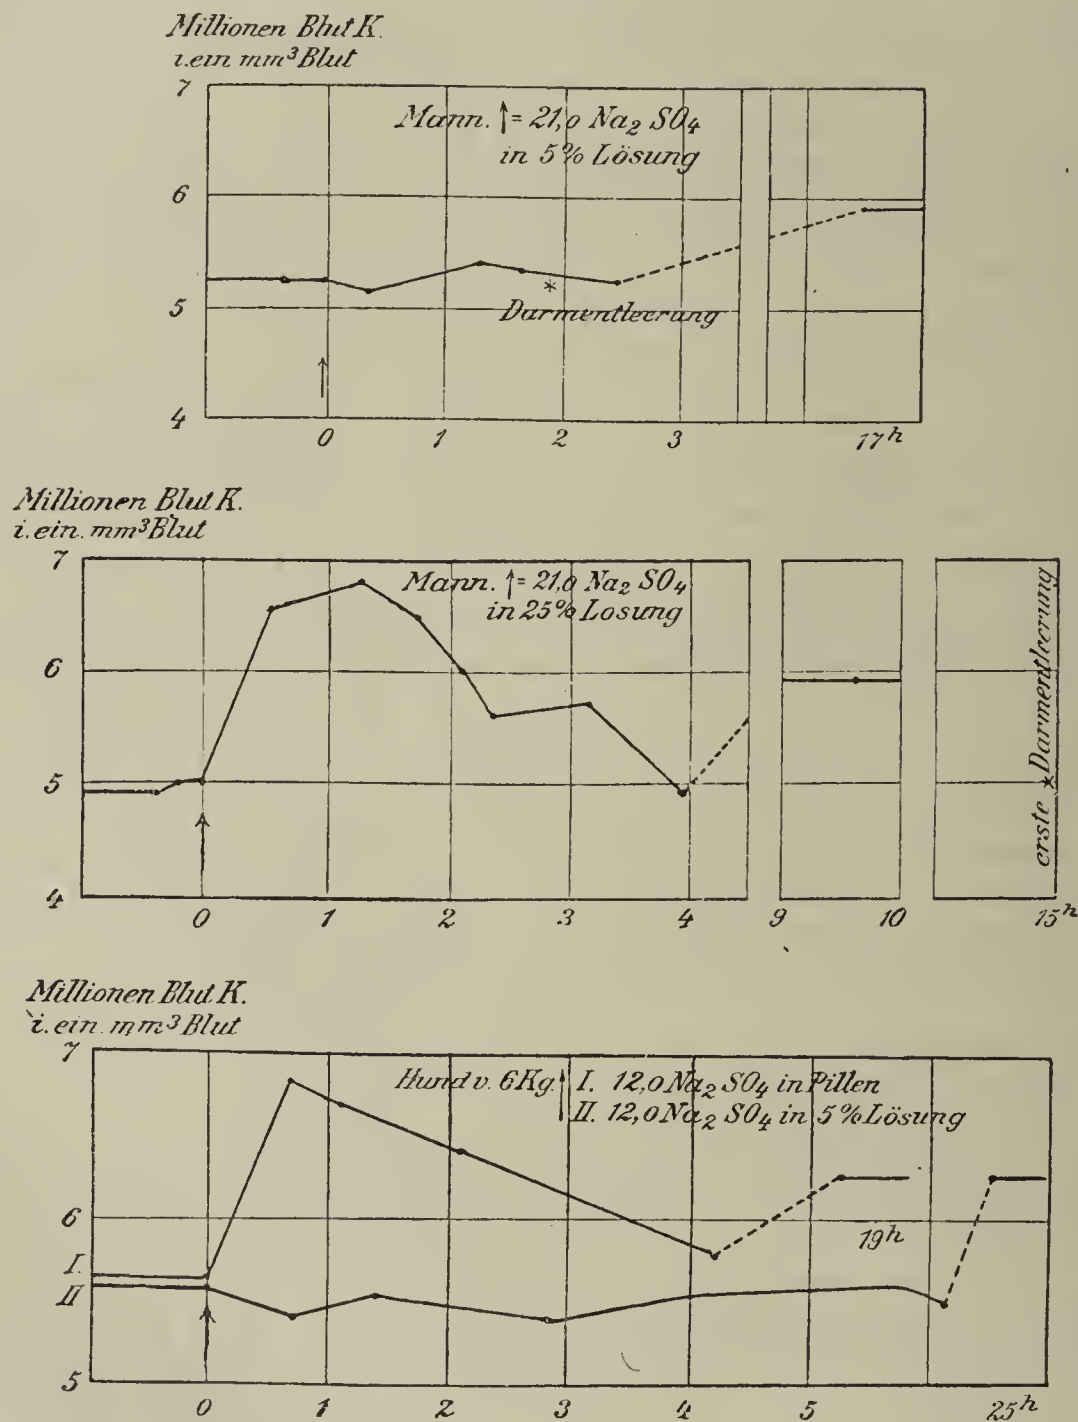 Millionen Blut K.
i. ein mm³ Blut
7
Mann. ↑ = 21,0 Na₂ SO₄
in 5% Lösung
6
5
*
Darmentleerung
4
0 1 2 3 17ʰ
Millionen Blut K.
i. ein. mm³ Blut
7
Mann. ↑ = 21,0 Na₂ SO₄
in 25% Losung
6
5
4
erste * Darmentleerung
0 1 2 3 4 9 10 15ʰ
Millionen Blut K.
i. ein. mm³ Blut
7
Hund v. 6 Kg. ↑ I. 12,0 Na₂ SO₄ in Pillen
II. 12,0 Na₂ SO₄ in 5% Lösung
6
19ʰ
I.
II
5
0 1 2 3 4 5 25ʰ